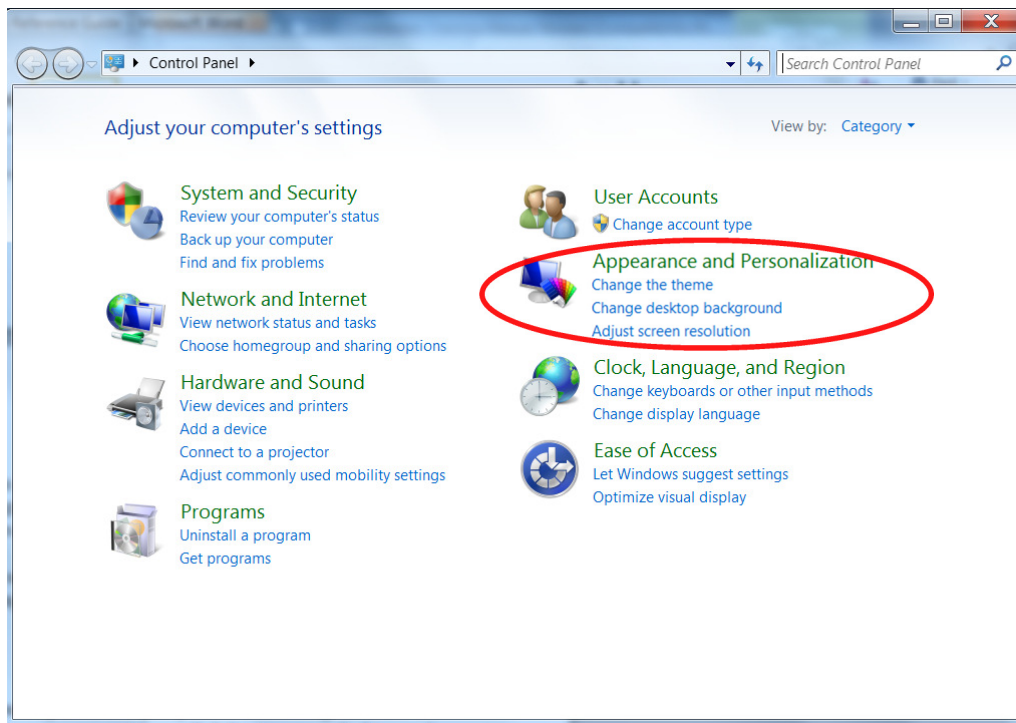 Control Panel
Search Control Panel
Adjust your computer's settings
View by: Category
System and Security
Review your computer's status
Back up your computer
Find and fix problems
Network and Internet
View network status and tasks
Choose homegroup and sharing options
Hardware and Sound
View devices and printers
Add a device
Connect to a projector
Adjust commonly used mobility settings
Programs
Uninstall a program
Get programs
User Accounts
Change account type
Appearance and Personalization
Change the theme
Change desktop background
Adjust screen resolution
Clock, Language, and Region
Change keyboards or other input methods
Change display language
Ease of Access
Let Windows suggest settings
Optimize visual display